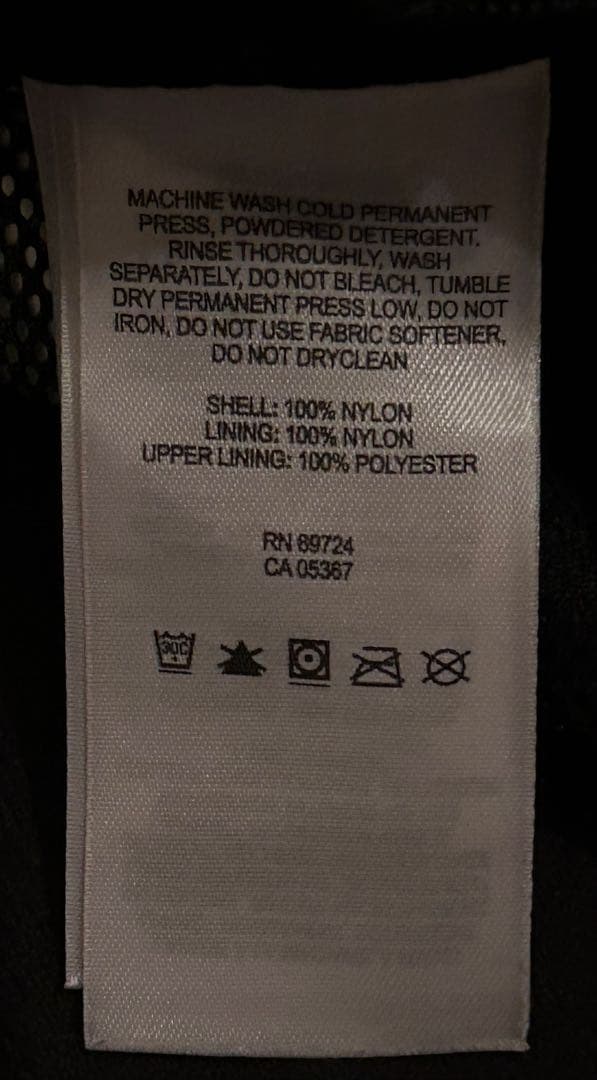 MACHINE WASH COLD PERMANENT
PRESS, POWDERED DETERGENT.
RINSE THOROUGHLY, WASH
SEPARATELY, DO NOT BLEACH, TUMBLE
DRY PERMANENT PRESS LOW, DO NOT
IRON, DO NOT USE FABRIC SOFTENER,
DO NOT DRYCLEAN
SHELL: 100% NYLON
LINING: 100% NYLON
UPPER LINING: 100% POLYESTER
RN 69724
CA 05367
30C